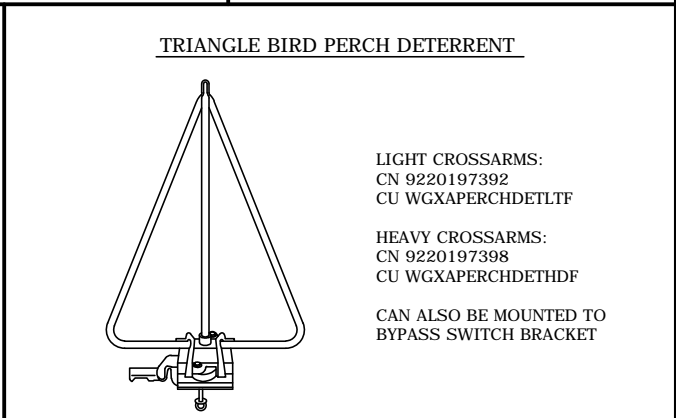 TRIANGLE BIRD PERCH DETERRENT
LIGHT CROSSARMS:
CN 9220197392
CU WGXAPERCHDETLTF
HEAVY CROSSARMS:
CN 9220197398
CU WGXAPERCHDETHDF
CAN ALSO BE MOUNTED TO
BYPASS SWITCH BRACKET